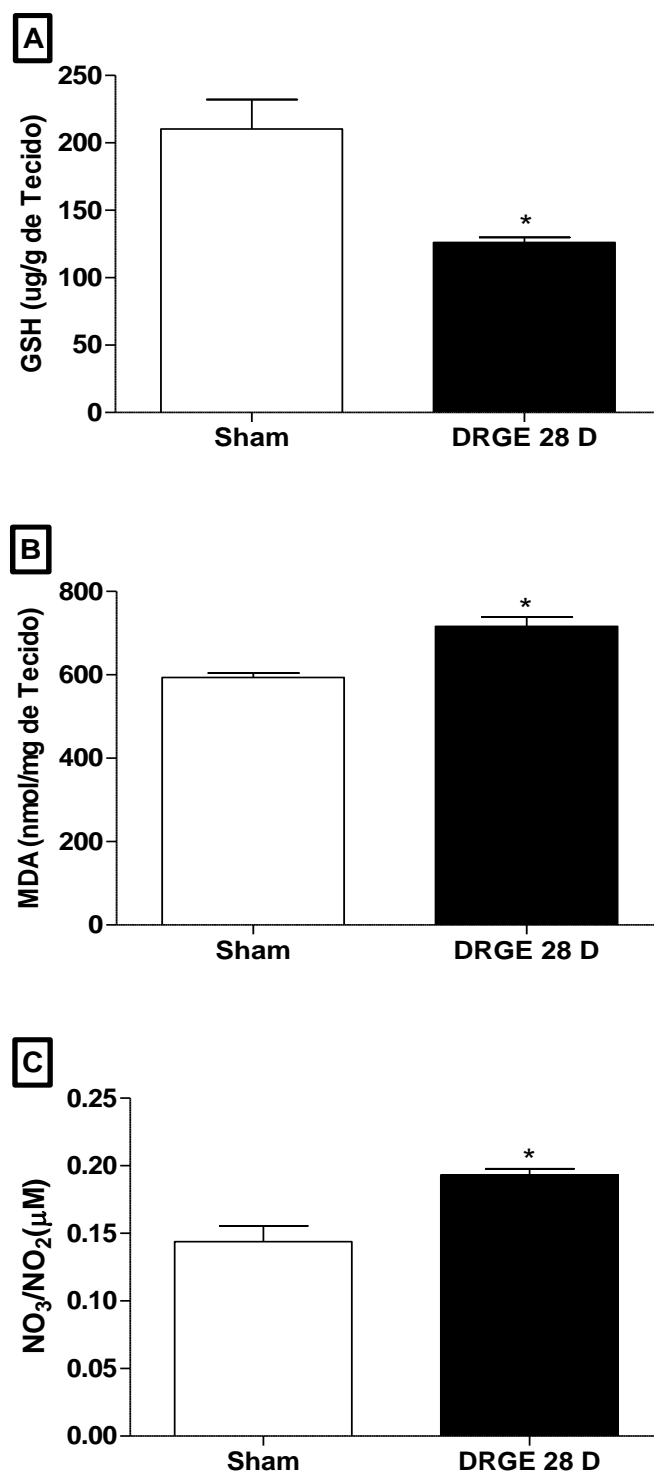 A
GSH (ug/g de Tecido)
250
200
150
100
50
0
*
Sham DRGE 28 D
B
MDA (nmol/mg de Tecido)
800
600
400
200
0
*
Sham DRGE 28 D
C
NO₃/NO₂(μM)
0.25
0.20
0.15
0.10
0.05
0.00
*
Sham DRGE 28 D